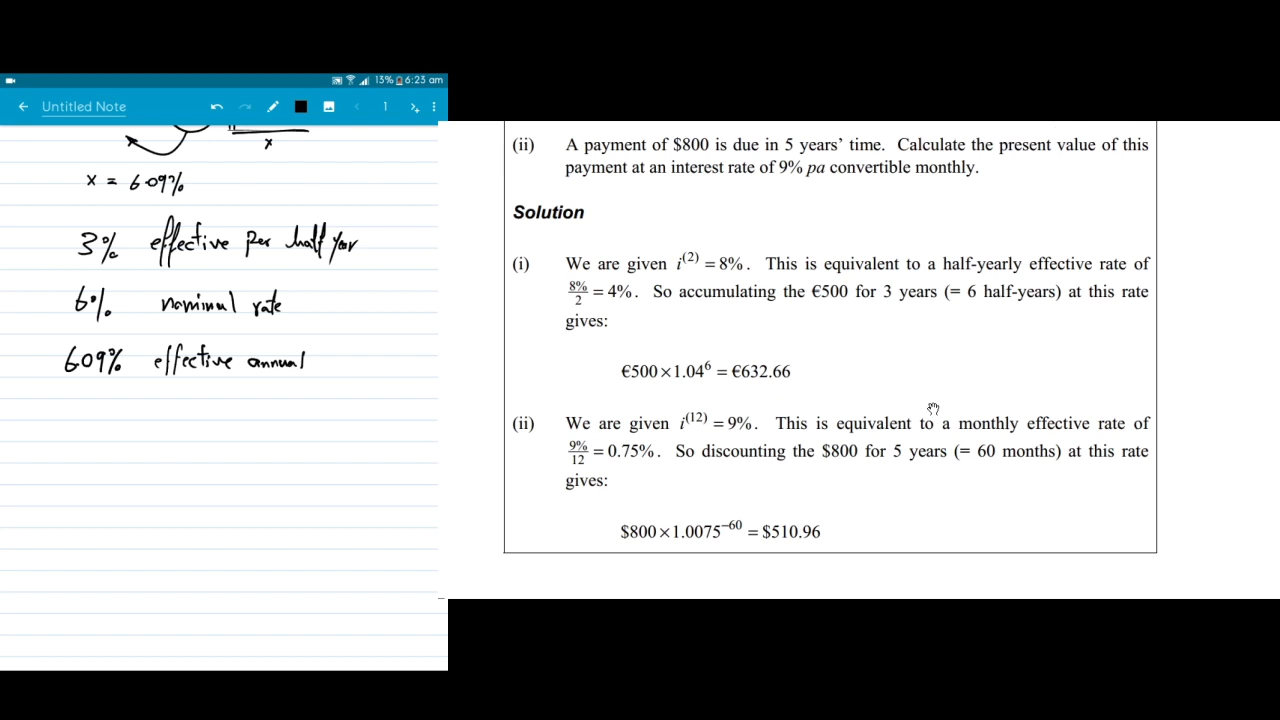 13% 6:23 am
Untitled Note
1
x
x = 6.09%
3% effective per half year
6% nominal rate
6.09% effective annual
(ii) A payment of $800 is due in 5 years’ time. Calculate the present value of this
payment at an interest rate of 9% pa convertible monthly.
Solution
(i) We are given i(2) = 8%. This is equivalent to a half-yearly effective rate of
8%/2 = 4%. So accumulating the €500 for 3 years (= 6 half-years) at this rate
gives:
€500 × 1.04⁶ = €632.66
(ii) We are given i(12) = 9%. This is equivalent to a monthly effective rate of
9%/12 = 0.75%. So discounting the $800 for 5 years (= 60 months) at this rate
gives:
$800 × 1.0075⁻⁶⁰ = $510.96